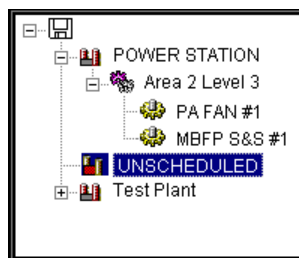 POWER STATION
Area 2 Level 3
PA FAN #1
MBFP S&S #1
UNSCHEDULED
Test Plant